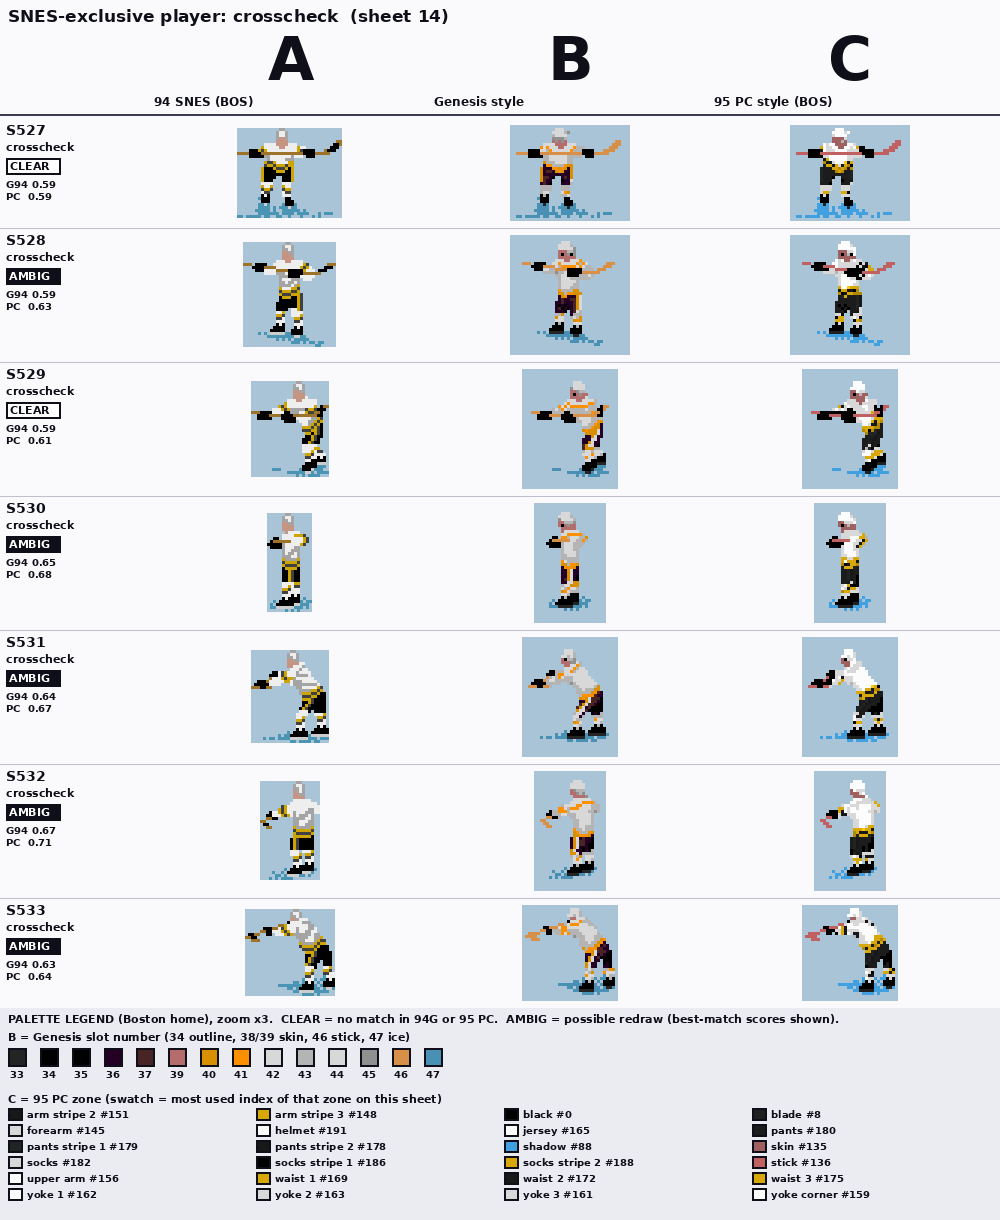 SNES-exclusive player: crosscheck  (sheet 14)
A B C
94 SNES (BOS) Genesis style 95 PC style (BOS)
S527
crosscheck
CLEAR
G94 0.59
PC  0.59
S528
crosscheck
AMBIG
G94 0.59
PC  0.63
S529
crosscheck
CLEAR
G94 0.59
PC  0.61
S530
crosscheck
AMBIG
G94 0.65
PC  0.68
S531
crosscheck
AMBIG
G94 0.64
PC  0.67
S532
crosscheck
AMBIG
G94 0.67
PC  0.71
S533
crosscheck
AMBIG
G94 0.63
PC  0.64
PALETTE LEGEND (Boston home), zoom x3.  CLEAR = no match in 94G or 95 PC.  AMBIG = possible redraw (best-match scores shown).
B = Genesis slot number (34 outline, 38/39 skin, 46 stick, 47 ice)
33 34 35 36 37 39 40 41 42 43 44 45 46 47
C = 95 PC zone (swatch = most used index of that zone on this sheet)
arm stripe 2 #151 arm stripe 3 #148 black #0 blade #8
forearm #145 helmet #191 jersey #165 pants #180
pants stripe 1 #179 pants stripe 2 #178 shadow #88 skin #135
socks #182 socks stripe 1 #186 socks stripe 2 #188 stick #136
upper arm #156 waist 1 #169 waist 2 #172 waist 3 #175
yoke 1 #162 yoke 2 #163 yoke 3 #161 yoke corner #159